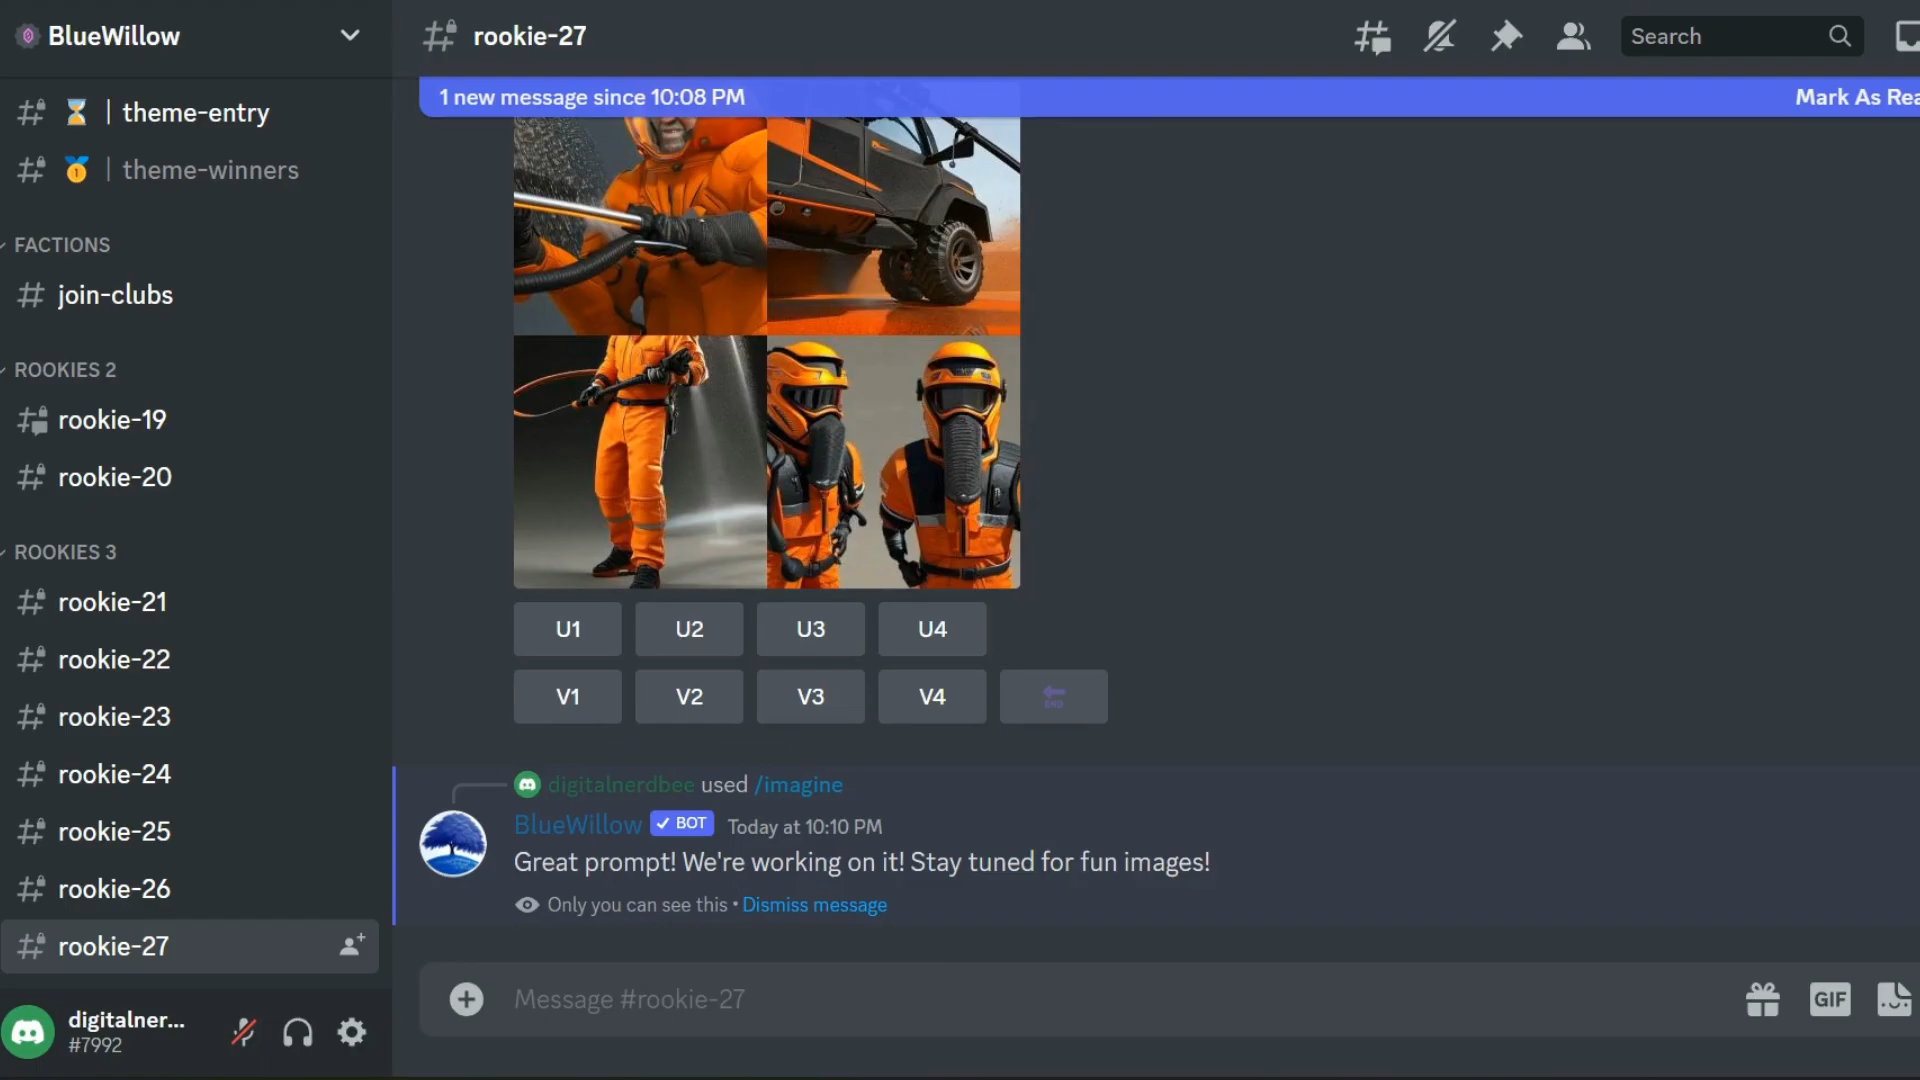 BlueWillow
theme-entry
theme-winners
FACTIONS
join-clubs
ROOKIES 2
rookie-19
rookie-20
ROOKIES 3
rookie-21
rookie-22
rookie-23
rookie-24
rookie-25
rookie-26
rookie-27
digitalner...
#7992
rookie-27
Search
1 new message since 10:08 PM
Mark As Rea
U1 U2 U3 U4
V1 V2 V3 V4
digitalnerdbee used /imagine
BlueWillow BOT Today at 10:10 PM
Great prompt! We're working on it! Stay tuned for fun images!
Only you can see this • Dismiss message
Message #rookie-27
GIF